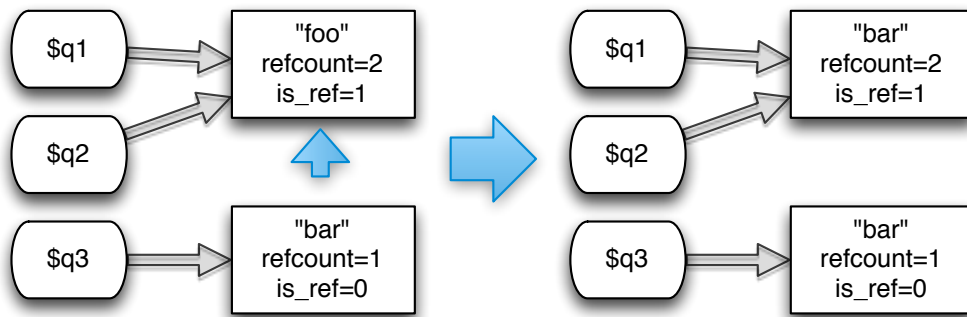 $q1
"foo"
refcount=2
is_ref=1
$q2
$q3
"bar"
refcount=1
is_ref=0
$q1
"bar"
refcount=2
is_ref=1
$q2
$q3
"bar"
refcount=1
is_ref=0